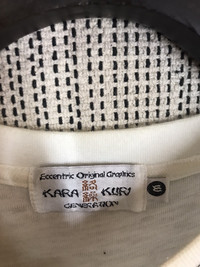 Eccentric Original Graphics
KARA KURI
GENERATION
M